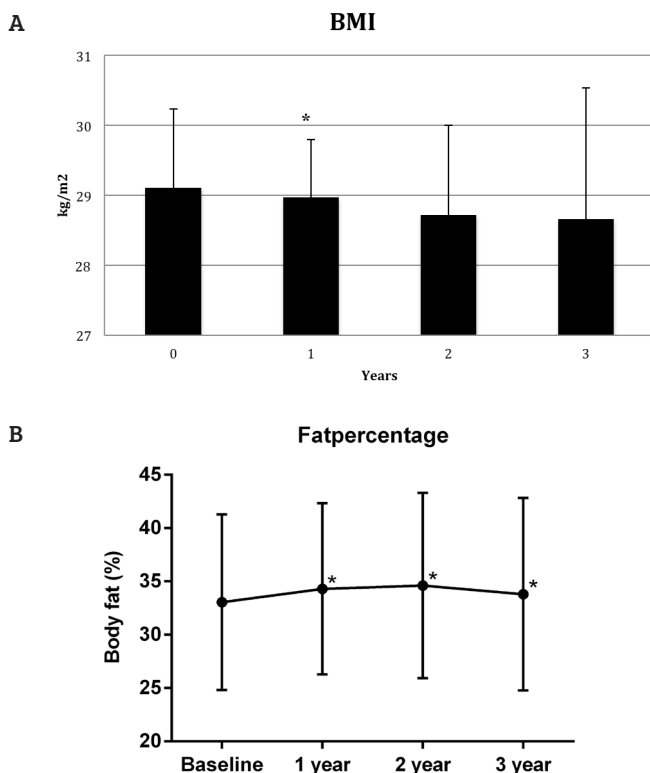 A
BMI
31
30
29
28
27
kg/m2
*
0 1 2 3
Years
B
Fatpercentage
45
40
35
30
25
20
Body fat (%)
* * *
Baseline 1 year 2 year 3 year